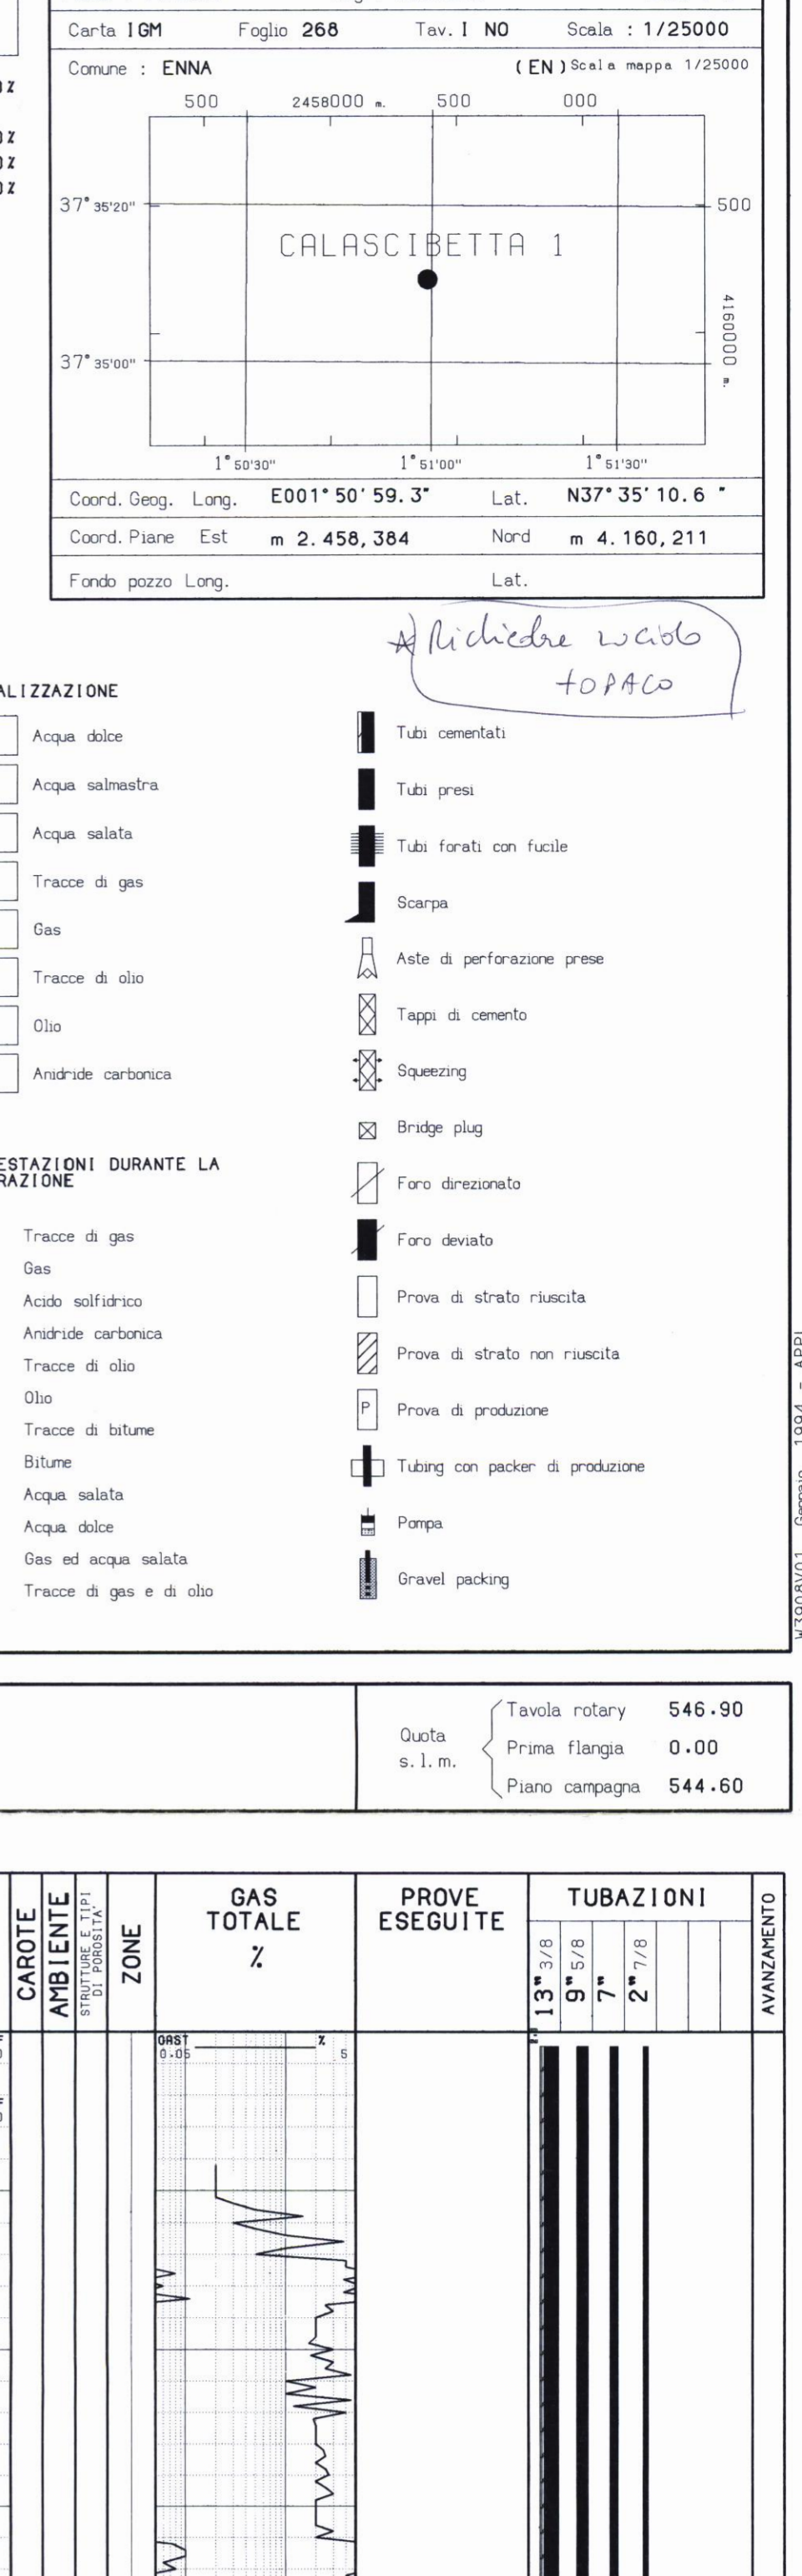 Carta IGM Foglio 268 Tav. I NO Scala : 1/25000
Comune : ENNA (EN) Scala mappa 1/25000
500 2458000 m. 500 000
37°35'20" 500
CALASCIBETTA 1
4160000 m.
37°35'00"
1°50'30" 1°51'00" 1°51'30"
Coord. Geog. Long. E001°50'59.3" Lat. N37°35'10.6 "
Coord. Piane Est m 2.458,384 Nord m 4.160,211
Fondo pozzo Long. Lat.
Richiedere lucido
TOPACO
ALIZZAZIONE
Acqua dolce
Acqua salmastra
Acqua salata
Tracce di gas
Gas
Tracce di olio
Olio
Anidride carbonica
ESTAZIONI DURANTE LA
RAZIONE
Tracce di gas
Gas
Acido solfidrico
Anidride carbonica
Tracce di olio
Olio
Tracce di bitume
Bitume
Acqua salata
Acqua dolce
Gas ed acqua salata
Tracce di gas e di olio
Tubi cementati
Tubi presi
Tubi forati con fucile
Scarpa
Aste di perforazione prese
Tappi di cemento
Squeezing
Bridge plug
Foro direzionato
Foro deviato
Prova di strato riuscita
Prova di strato non riuscita
P Prova di produzione
Tubing con packer di produzione
Pompa
Gravel packing
W3908V01 Gennaio 1994 - APPI
Quota
s.l.m.
Tavola rotary 546.90
Prima flangia 0.00
Piano campagna 544.60
CAROTE
AMBIENTE
STRUTTURE E TIPI
DI POROSITA'
ZONE
GAS
TOTALE
%
PROVE
ESEGUITE
TUBAZIONI
13" 3/8
9" 5/8
7"
2" 7/8
AVANZAMENTO
GAST %
0.05 5